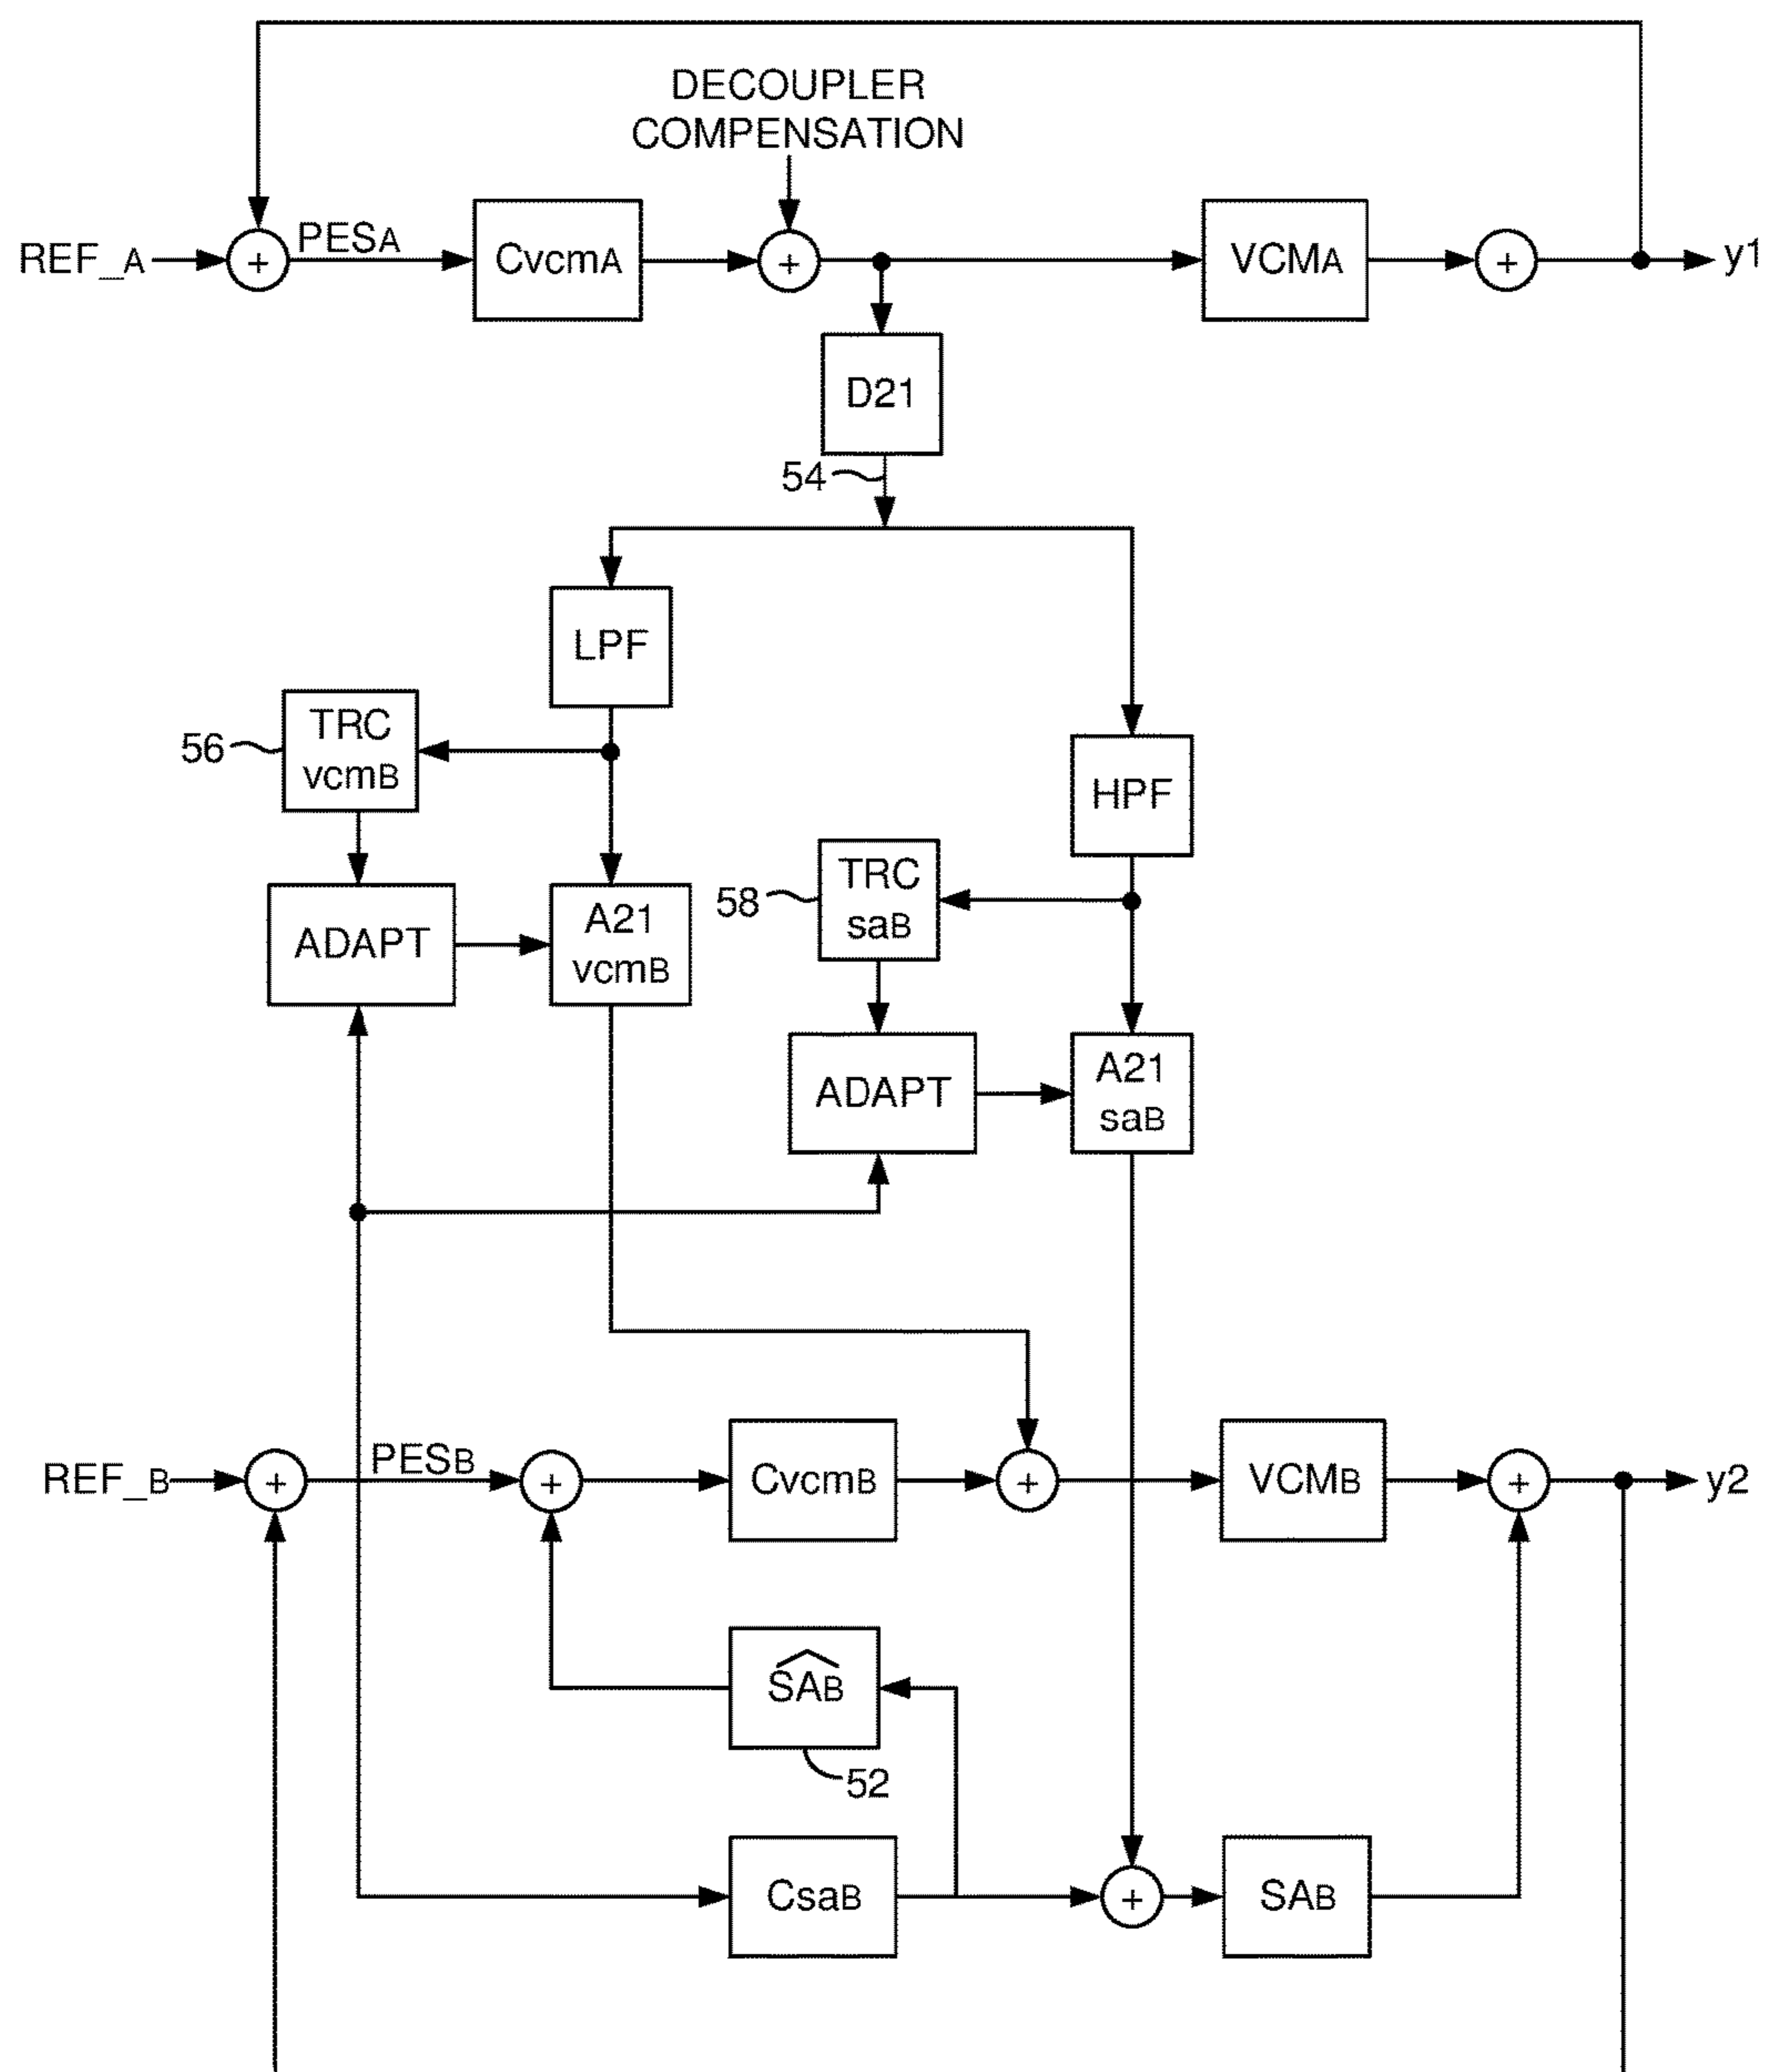 DECOUPLER
COMPENSATION
REF_A
+
PESA
CvcmA
+
VCMA
+
y1
D21
54
LPF
56
TRC
vcmB
HPF
58
TRC
saB
ADAPT
A21
vcmB
ADAPT
A21
saB
REF_B
+
PESB
+
CvcmB
+
VCMB
+
y2
SAB
52
CsaB
+
SAB